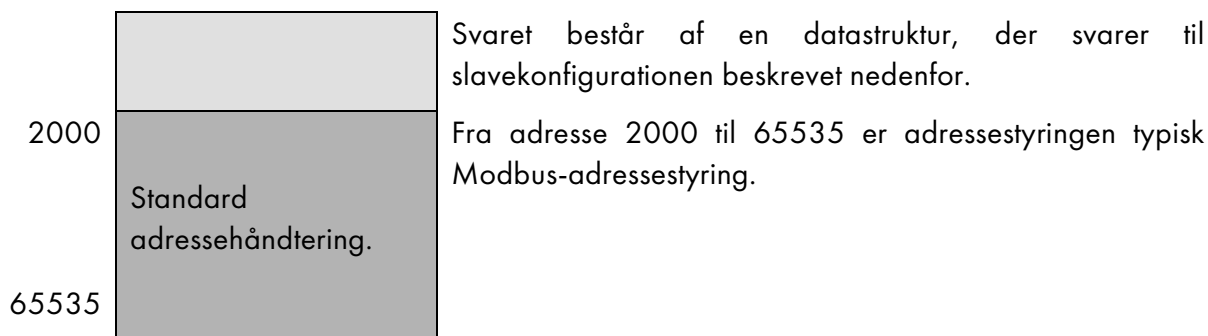 Svaret består af en datastruktur, der svarer til
slavekonfigurationen beskrevet nedenfor.
2000
Fra adresse 2000 til 65535 er adressestyringen typisk
Modbus-adressestyring.
Standard
adressehåndtering.
65535